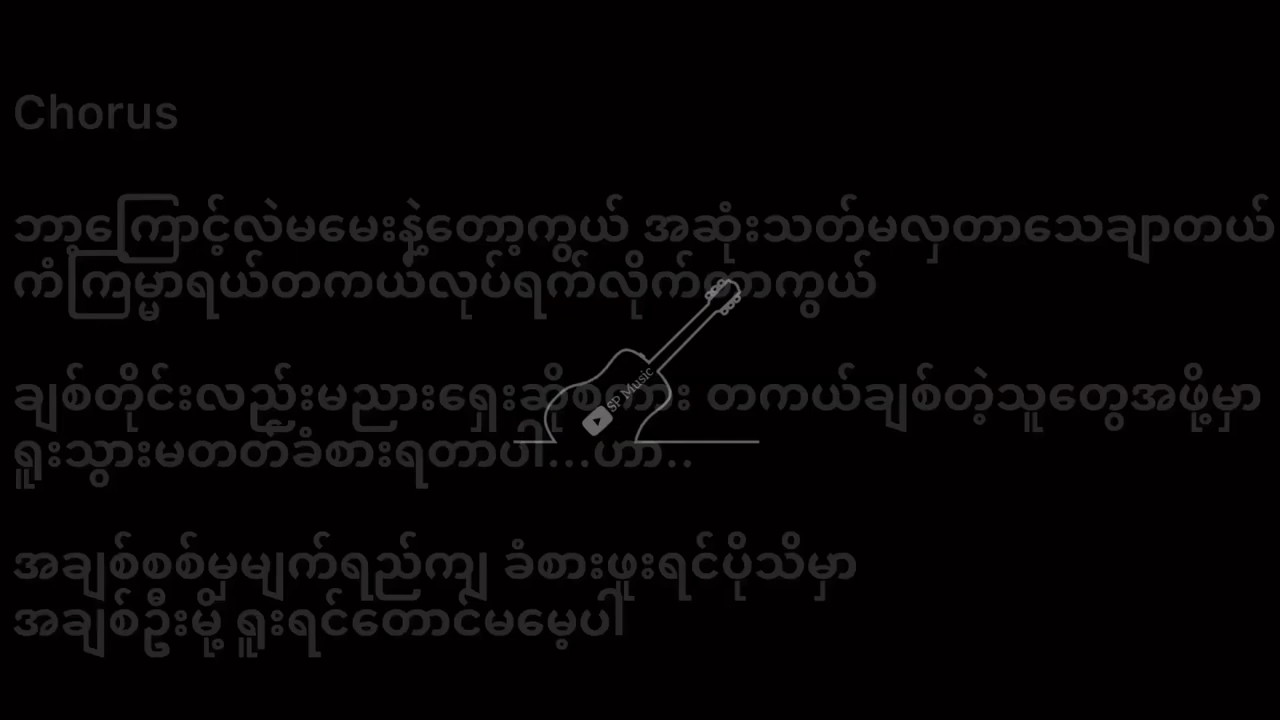 Chorus
ဘာ့ကြောင့်လဲမမေးနဲ့တော့ကွယ် အဆုံးသတ်မလှတာသေချာတယ်
ကံကြမ္မာရယ်တကယ်လုပ်ရက်လိုက်တာကွယ်
ချစ်တိုင်းလည်းမညားရှေးဆိုစကား တကယ်ချစ်တဲ့သူတွေအဖို့မှာ
ရူးသွားမတတ်ခံစားရတာပါ...ဟာ..
SP Music
အချစ်စစ်မှမျက်ရည်ကျ ခံစားဖူးရင်ပိုသိမှာ
အချစ်ဦးမို့ ရူးရင်တောင်မမေ့ပါ